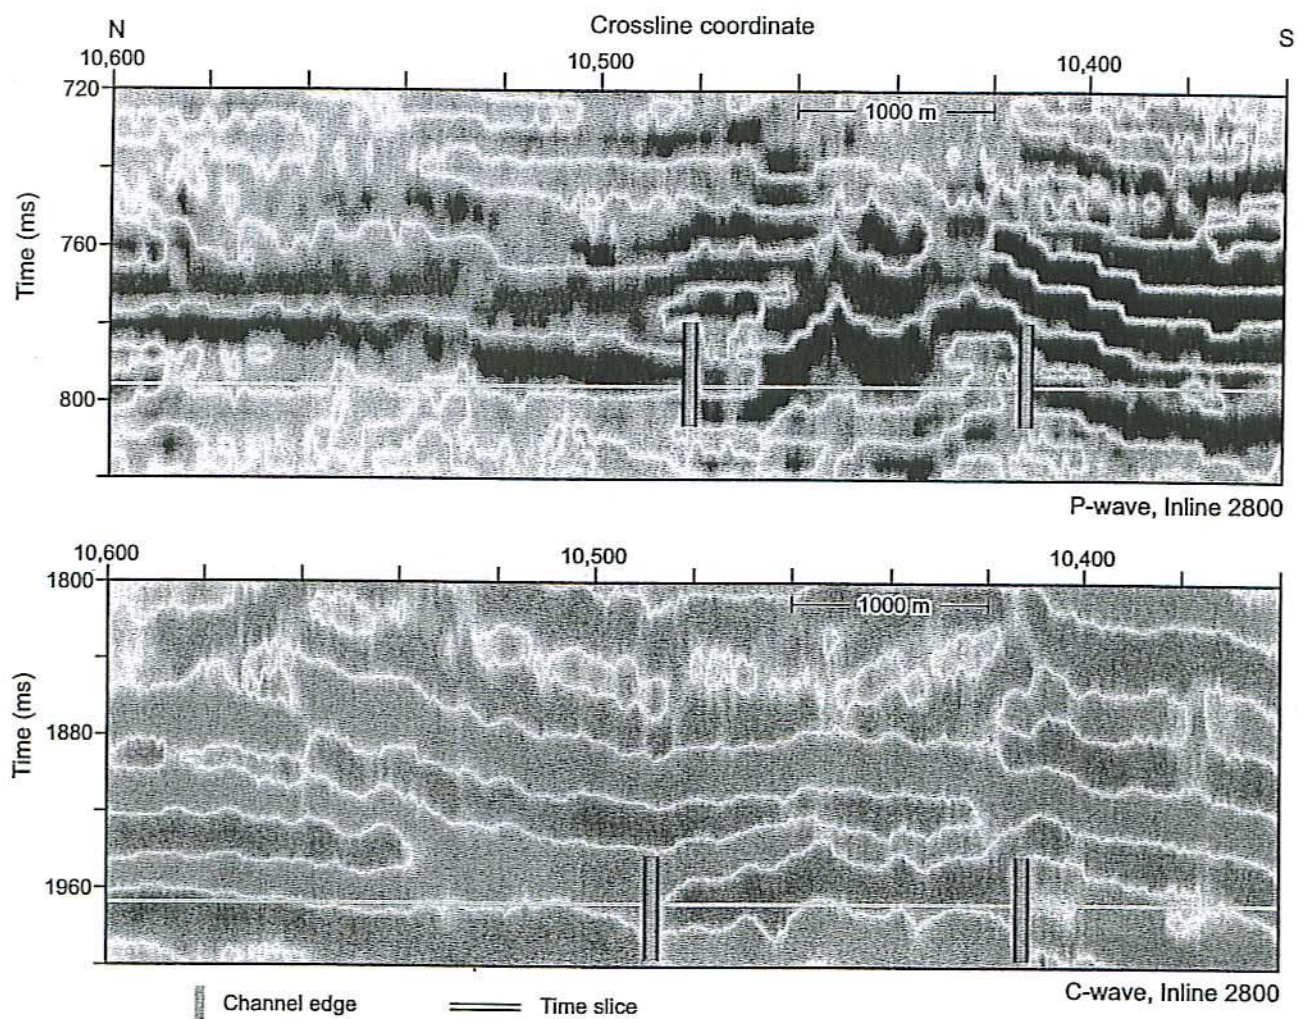 N Crossline coordinate S
10,600 10,500 10,400
720
1000 m
760
Time (ms)
800
P-wave, Inline 2800
10,600 10,500 10,400
1800
1000 m
1880
Time (ms)
1960
C-wave, Inline 2800
Channel edge Time slice